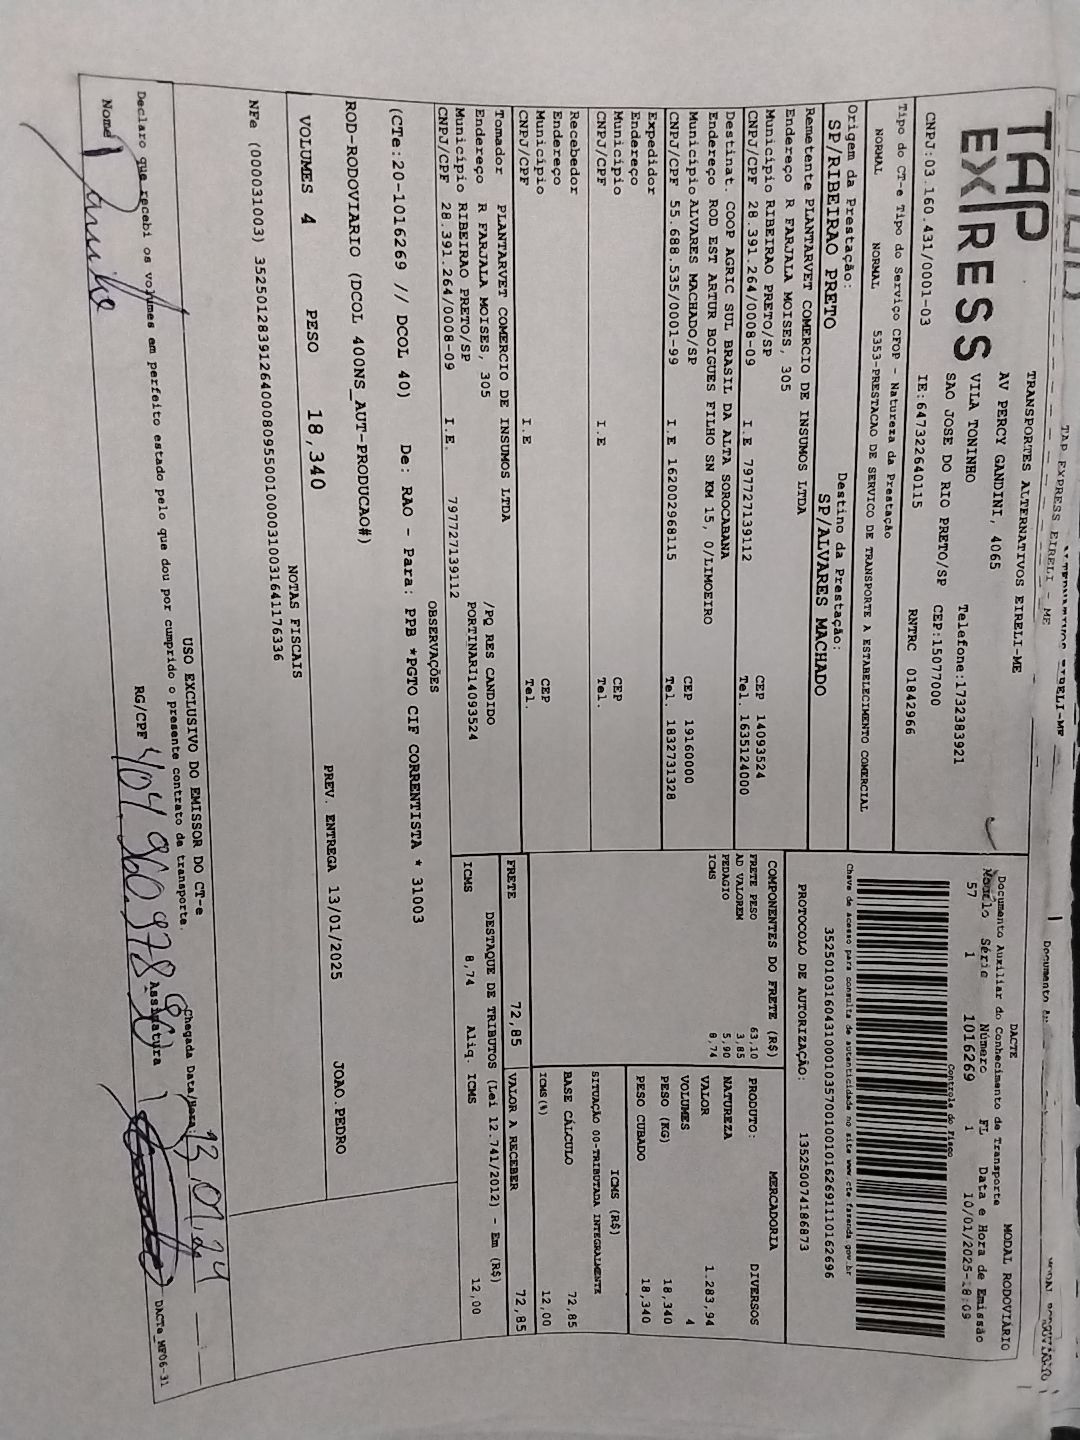 TAP
EXPRESS
TRANSPORTES ALTERNATIVOS EIRELI-ME
AV PERCY GANDINI, 4065
VILA TONINHO
SAO JOSE DO RIO PRETO/SP
Telefone:1732383921
CEP:15077000
CNPJ:03.160.431/0001-03
IE:647322640115
RNTRC 01842966
DACTE
MODAL RODOVIÁRIO
Documento Auxiliar do Conhecimento de Transporte
Modelo Série Número FL Data e Hora de Emissão
57 1 1016269 1 10/01/2025-18:09
Controle do Fisco
Tipo do CT-e Tipo do Serviço CFOP - Natureza da Prestação
NORMAL NORMAL 5353-PRESTACAO DE SERVICO DE TRANSPORTE A ESTABELECIMENTO COMERCIAL
35250103160431000103570010010162691110162696
Chave de acesso para consulta de autenticidade no site www.cte.fazenda.gov.br
Origem da Prestação:
SP/RIBEIRAO PRETO
Destino da Prestação:
SP/ALVARES MACHADO
PROTOCOLO DE AUTORIZAÇÃO: 135250074186873
Remetente PLANTARVET COMERCIO DE INSUMOS LTDA
Endereço R FARJALA MOISES, 305
Município RIBEIRAO PRETO/SP CEP 14093524
CNPJ/CPF 28.391.264/0008-09 I.E 797727139112 Tel. 1635124000
Destinat. COOP AGRIC SUL BRASIL DA ALTA SOROCABANA
Endereço ROD EST ARTUR BOIGUES FILHO SN KM 15, 0/LIMOEIRO
Município ALVARES MACHADO/SP CEP 19160000
CNPJ/CPF 55.688.535/0001-99 I.E 162002968115 Tel. 1832731328
Expedidor
Endereço
Município CEP
CNPJ/CPF I.E Tel.
Recebedor
Endereço
Município CEP
CNPJ/CPF I.E Tel.
Tomador PLANTARVET COMERCIO DE INSUMOS LTDA
Endereço R FARJALA MOISES, 305 /PQ RES CANDIDO
Município RIBEIRAO PRETO/SP PORTINARI14093524
CNPJ/CPF 28.391.264/0008-09 I.E. 797727139112
COMPONENTES DO FRETE (R$)
FRETE PESO 63,10
AD VALOREM 3,85
PEDAGIO 5,90
ICMS 8,74
MERCADORIA
PRODUTO: DIVERSOS
NATUREZA
VALOR 1.283,94
VOLUMES 4
PESO (KG) 18,340
PESO CUBADO 18,340
ICMS (R$)
SITUAÇÃO 00-TRIBUTADA INTEGRALMENTE
BASE CÁLCULO 72,85
ICMS (%) 12,00
FRETE 72,85 VALOR A RECEBER 72,85
DESTAQUE DE TRIBUTOS (Lei 12.741/2012) - Em (R$)
ICMS 8,74 Aliq. ICMS 12,00
OBSERVAÇÕES
(CTe:20-1016269 // DCOL 40) De: RAO - Para: PPB *PGTO CIF CORRENTISTA * 31003
ROD-RODOVIARIO (DCOL 400NS_AUT-PRODUCAO#)
VOLUMES 4 PESO 18,340 PREV. ENTREGA 13/01/2025 JOAO.PEDRO
NOTAS FISCAIS
NFe (000031003) 35250128391264000809550010000310031641176336
USO EXCLUSIVO DO EMISSOR DO CT-e
Declaro que recebi os volumes em perfeito estado pelo que dou por cumprido o presente contrato de transporte.
Chegada Data/Hora: 13.01.24
Nome RG/CPF Assinatura
DACTe_MF06-31